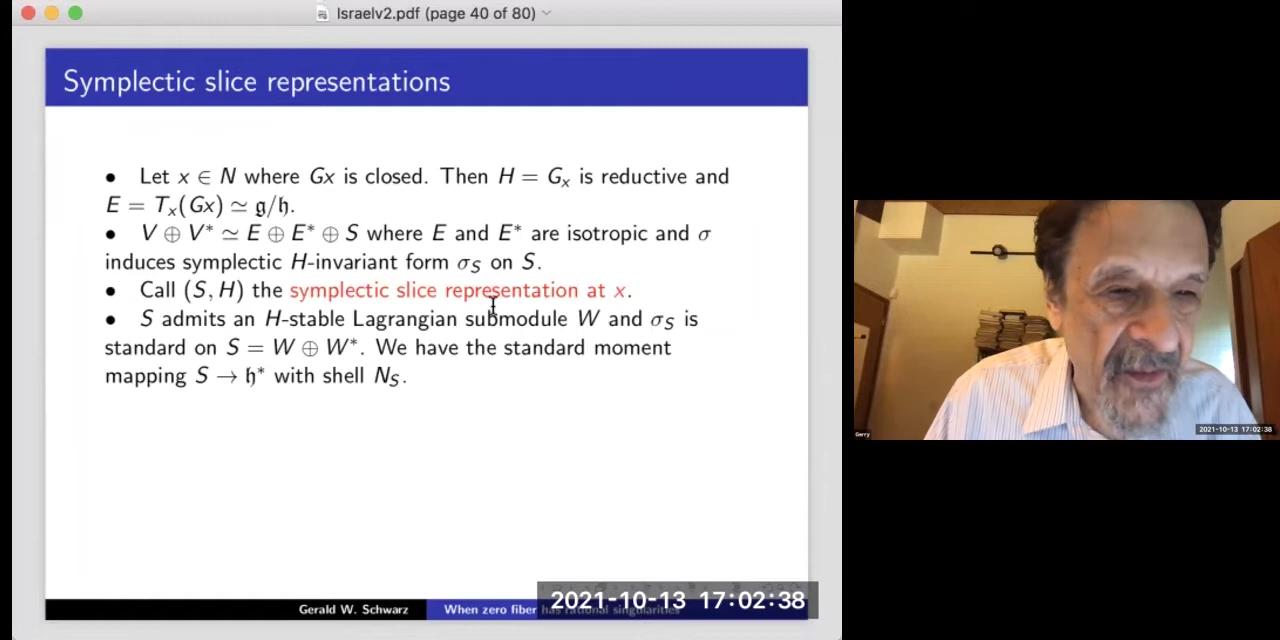 Israelv2.pdf (page 40 of 80)
Symplectic slice representations
• Let x ∈ N where Gx is closed. Then H = Gₓ is reductive and
E = Tₓ(Gx) ≃ 𝔤/𝔥.
• V ⊕ V* ≃ E ⊕ E* ⊕ S where E and E* are isotropic and σ
induces symplectic H-invariant form σ_S on S.
• Call (S, H) the symplectic slice representation at x.
• S admits an H-stable Lagrangian submodule W and σ_S is
standard on S = W ⊕ W*. We have the standard moment
mapping S → 𝔥* with shell N_S.
Gerald W. Schwarz
When zero fiber has rational singularities
2021-10-13 17:02:38
Gerry
2021-10-13 17:02:38